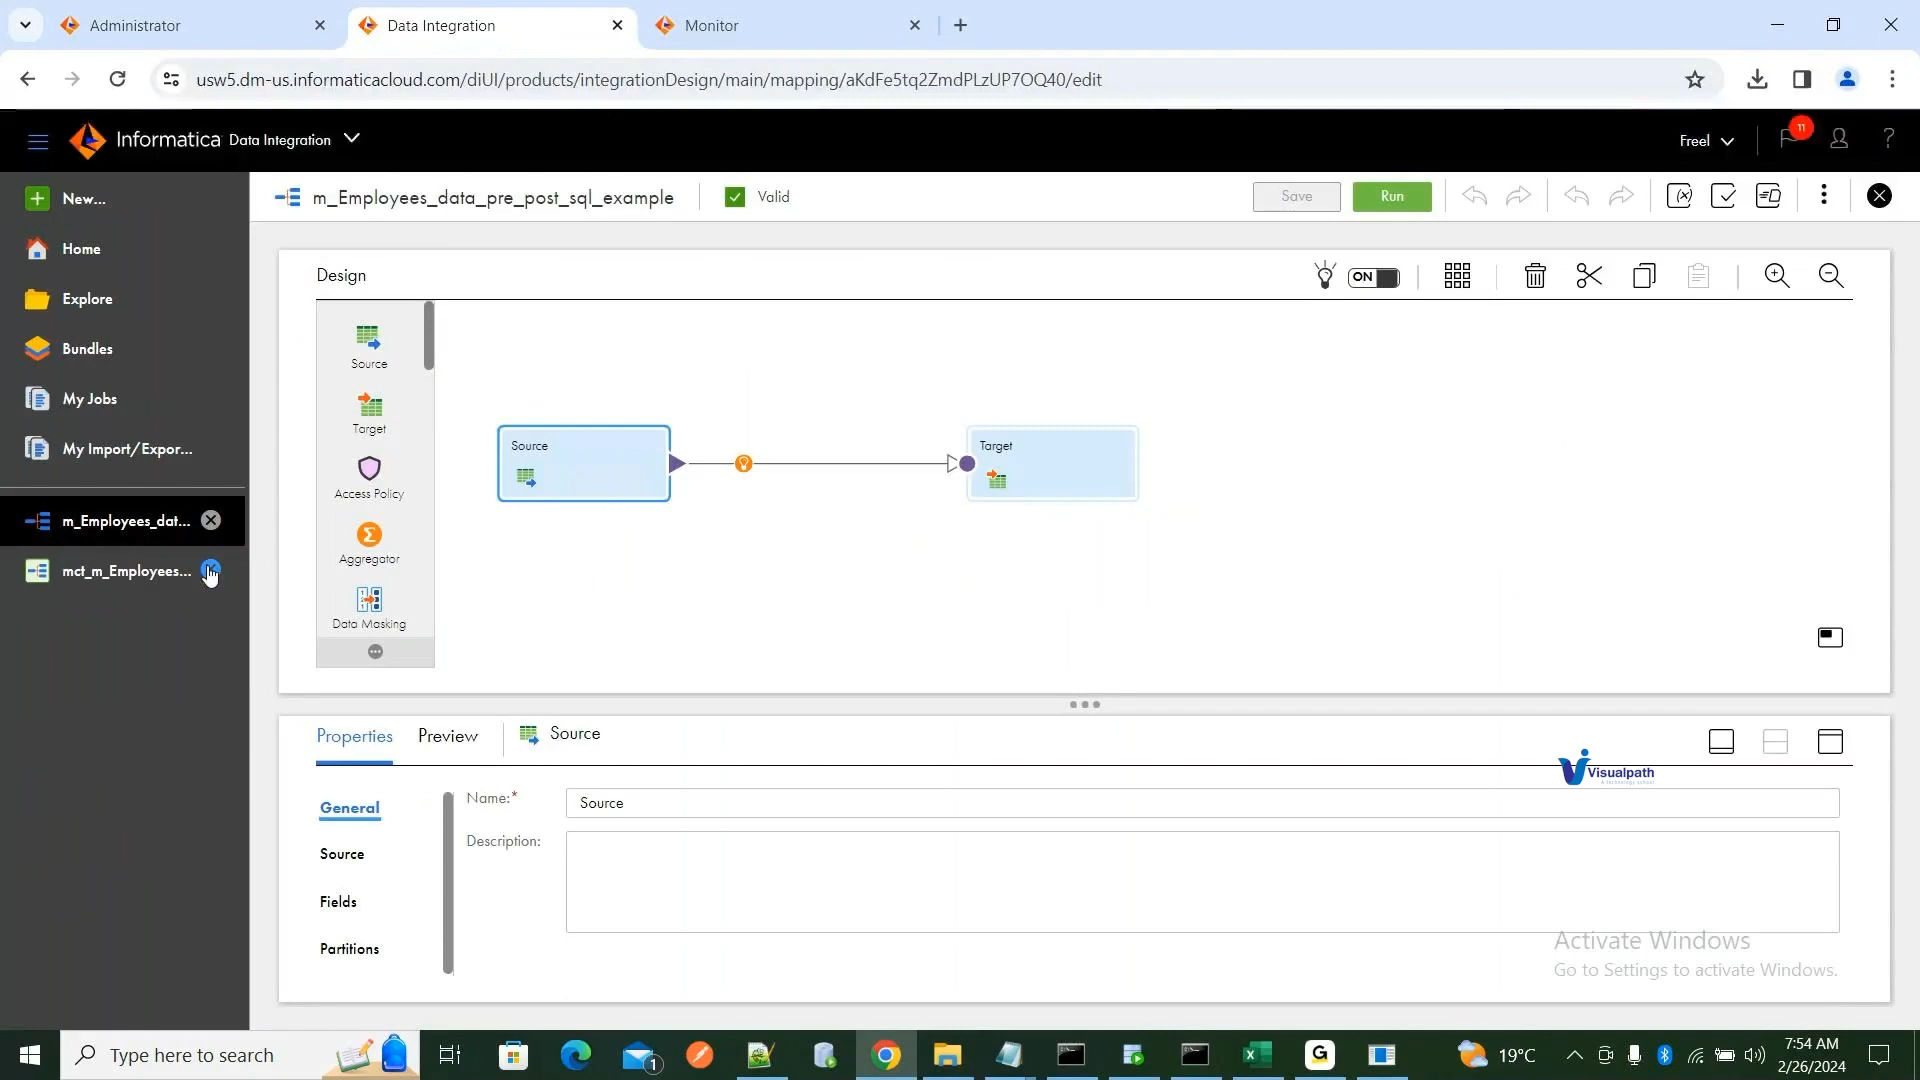 Administrator
Data Integration
Monitor
usw5.dm-us.informaticacloud.com/diUI/products/integrationDesign/main/mapping/aKdFe5tq2ZmdPLzUP7OQ40/edit
Informatica Data Integration
Freel
11
?
New...
m_Employees_data_pre_post_sql_example
Valid
Save
Run
Home
Explore
Bundles
My Jobs
My Import/Expor...
m_Employees_dat...
mct_m_Employees...
Design
ON
Source
Target
Access Policy
Aggregator
Data Masking
Source
Target
Properties
Preview
Source
Visualpath
General
Source
Fields
Partitions
Name:*
Source
Description:
Activate Windows
Go to Settings to activate Windows.
Type here to search
1
19°C
7:54 AM
2/26/2024